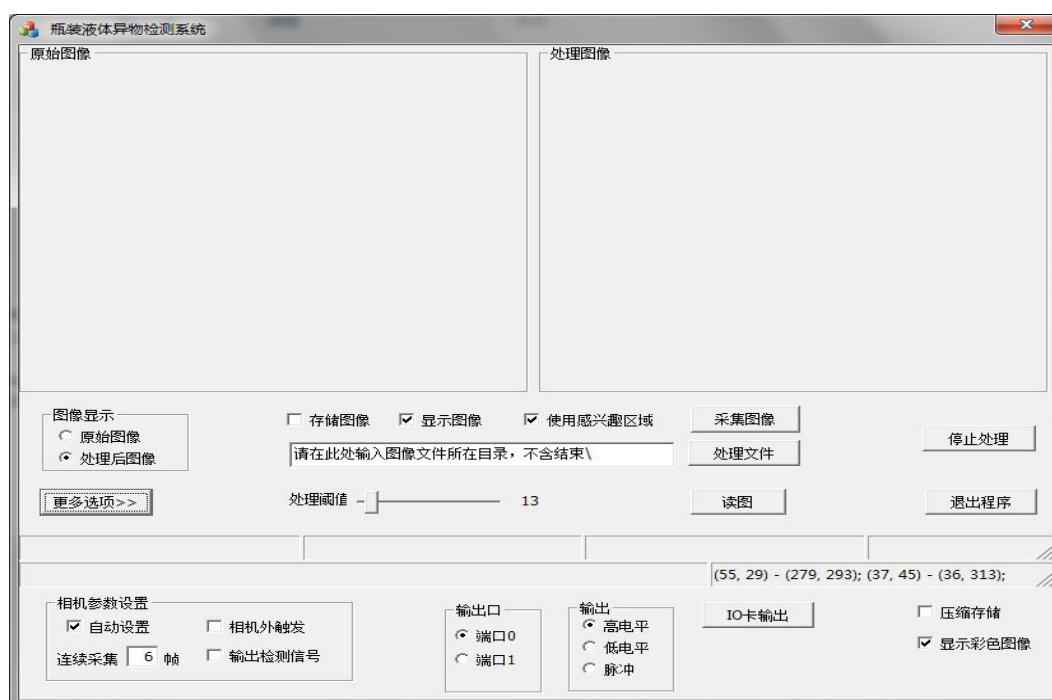 瓶装液体异物检测系统
原始图像
处理图像
图像显示
原始图像
处理后图像
存储图像 显示图像 使用感兴趣区域 采集图像
请在此处输入图像文件所在目录，不含结束\ 处理文件
停止处理
更多选项>> 处理阈值 13 读图 退出程序
(55, 29) - (279, 293); (37, 45) - (36, 313);
相机参数设置
自动设置 相机外触发
连续采集 6 帧 输出检测信号
输出口
端口0
端口1
输出
高电平
低电平
脉冲
IO卡输出
压缩存储
显示彩色图像